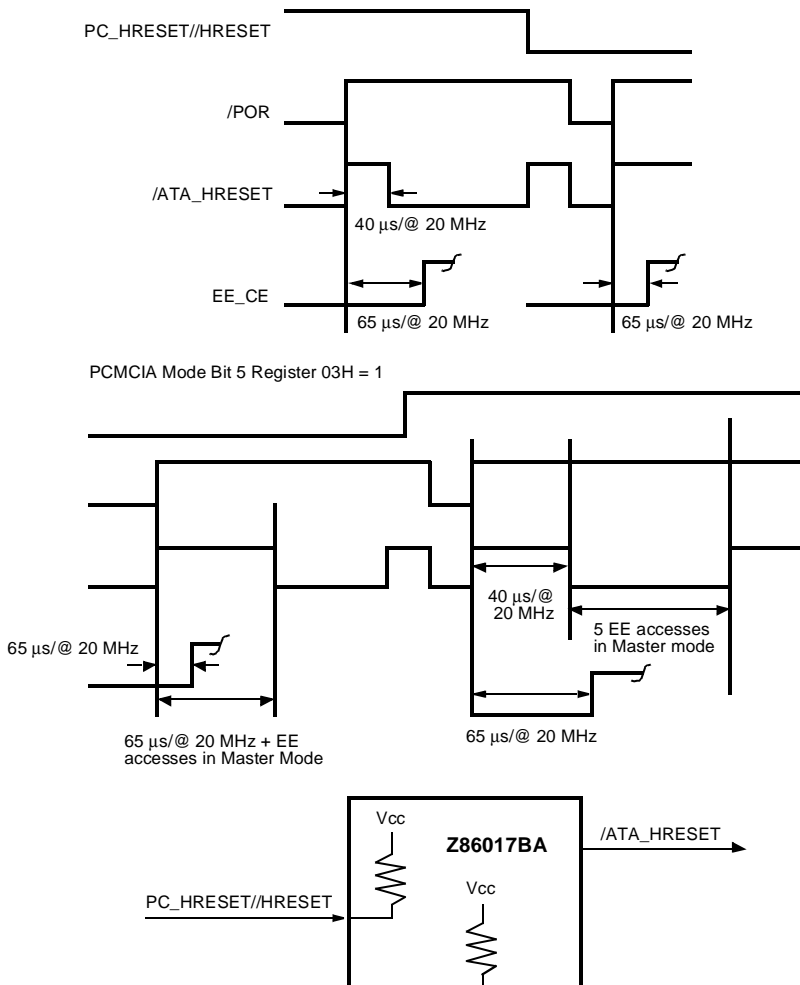 PC_HRESET//HRESET
/POR
/ATA_HRESET
40 µs/@ 20 MHz
EE_CE
65 µs/@ 20 MHz
65 µs/@ 20 MHz
PCMCIA Mode Bit 5 Register 03H = 1
40 µs/@
20 MHz
5 EE accesses
in Master mode
65 µs/@ 20 MHz
65 µs/@ 20 MHz + EE
accesses in Master Mode
65 µs/@ 20 MHz
Vcc
Z86017BA
/ATA_HRESET
Vcc
PC_HRESET//HRESET